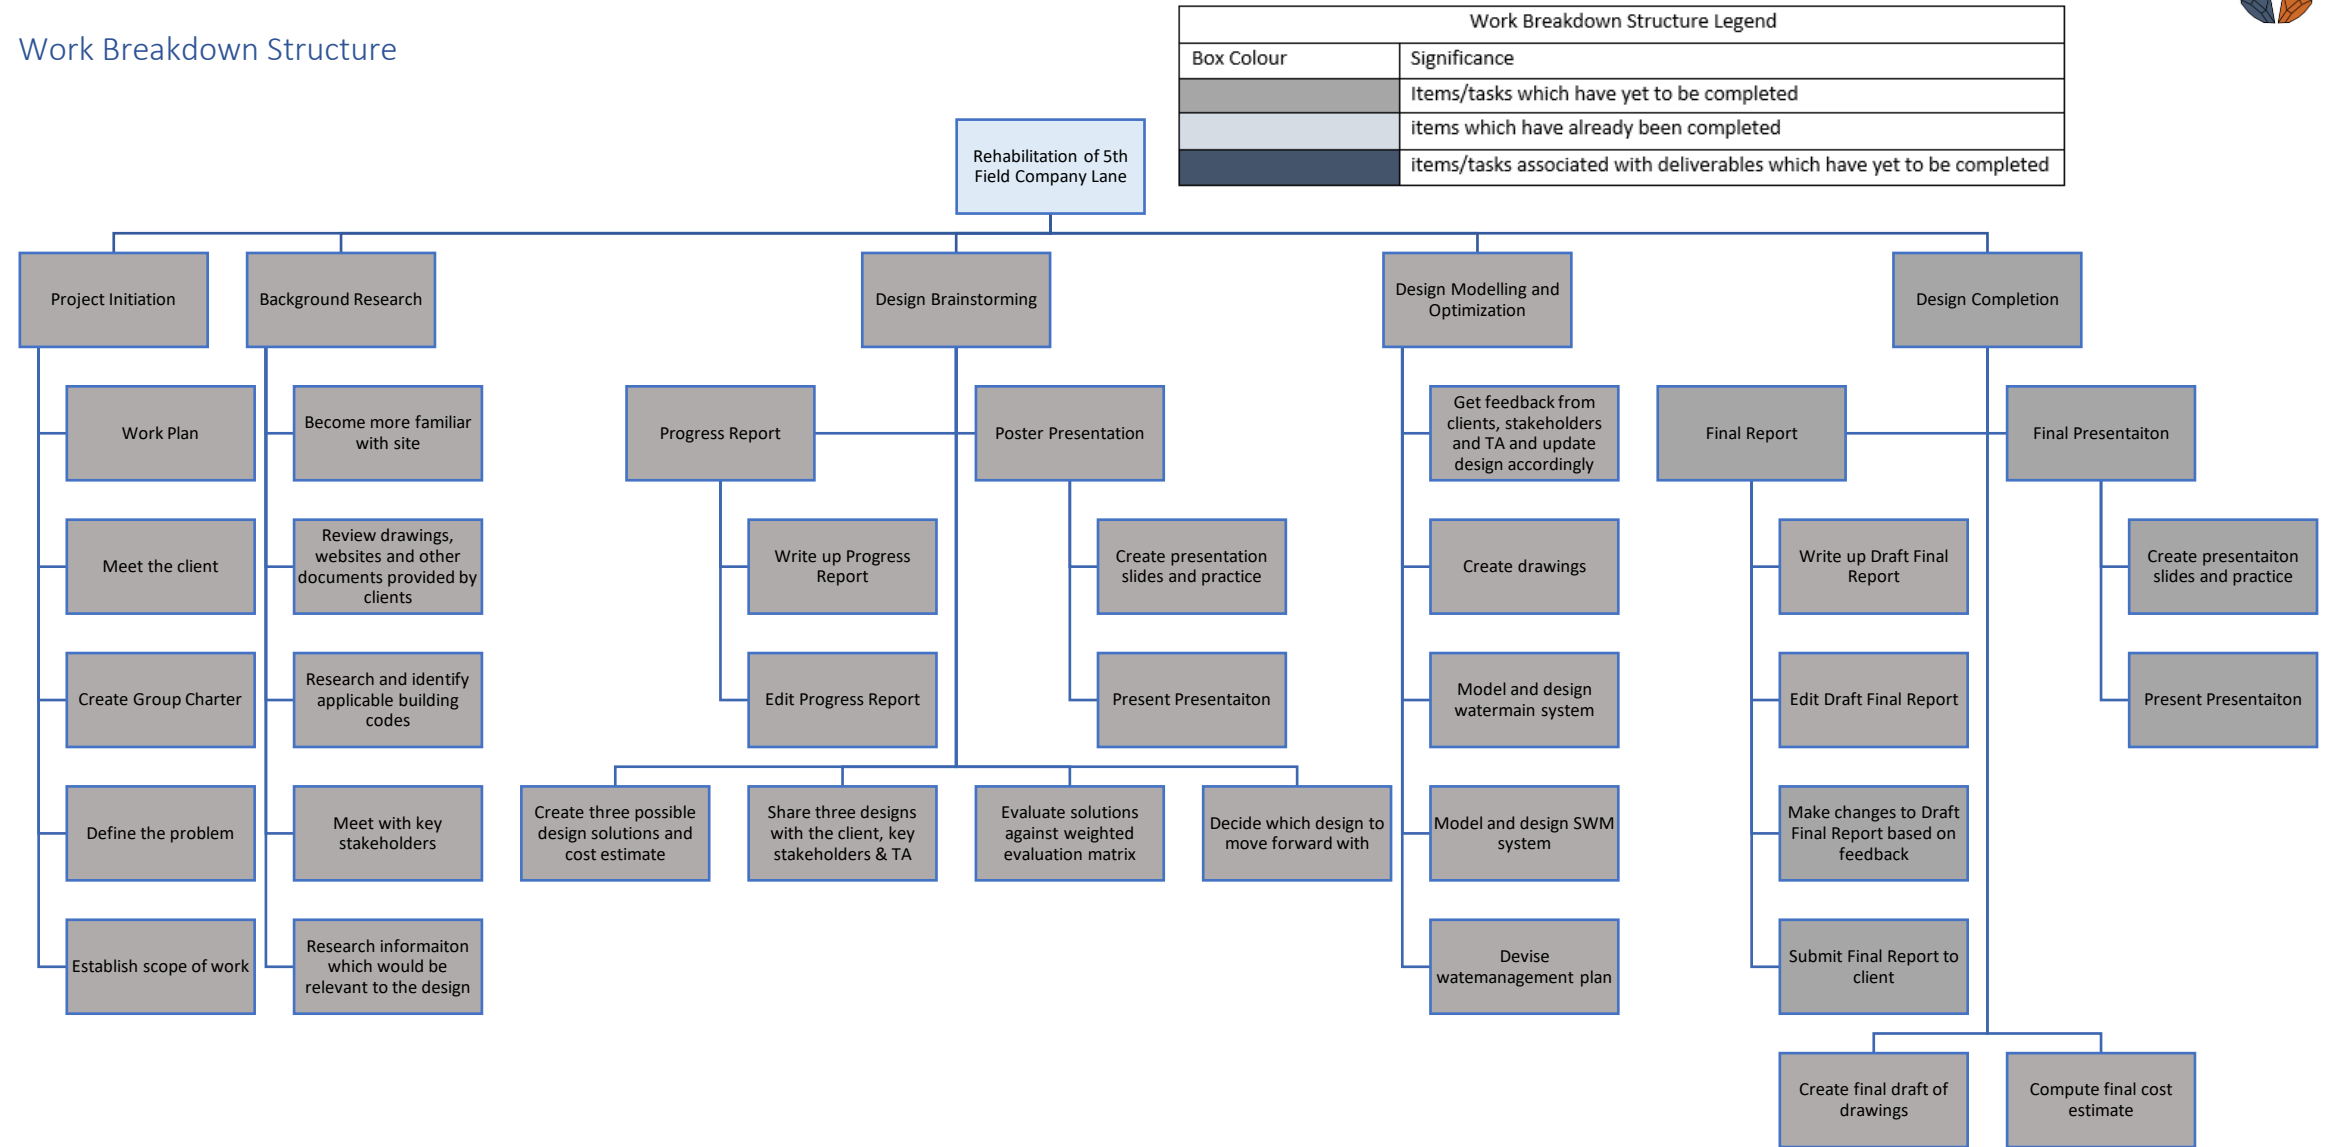 Work Breakdown Structure
Work Breakdown Structure Legend
Box Colour
Significance
Items/tasks which have yet to be completed
items which have already been completed
items/tasks associated with deliverables which have yet to be completed
Rehabilitation of 5th
Field Company Lane
Project Initiation
Work Plan
Meet the client
Create Group Charter
Define the problem
Establish scope of work
Background Research
Become more familiar
with site
Review drawings,
websites and other
documents provided by
clients
Research and identify
applicable building
codes
Meet with key
stakeholders
Research informaiton
which would be
relevant to the design
Design Brainstorming
Progress Report
Write up Progress
Report
Edit Progress Report
Poster Presentation
Create presentation
slides and practice
Present Presentaiton
Create three possible
design solutions and
cost estimate
Share three designs
with the client, key
stakeholders & TA
Evaluate solutions
against weighted
evaluation matrix
Decide which design to
move forward with
Design Modelling and
Optimization
Get feedback from
clients, stakeholders
and TA and update
design accordingly
Create drawings
Model and design
watermain system
Model and design SWM
system
Devise
watemanagement plan
Design Completion
Final Report
Write up Draft Final
Report
Edit Draft Final Report
Make changes to Draft
Final Report based on
feedback
Submit Final Report to
client
Final Presentaiton
Create presentaiton
slides and practice
Present Presentaiton
Create final draft of
drawings
Compute final cost
estimate